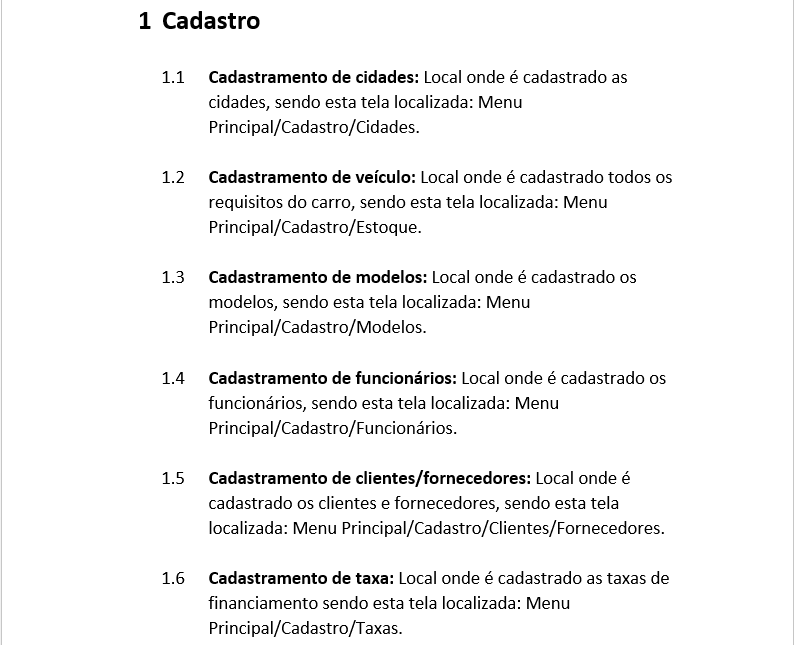 1 Cadastro
1.1 Cadastramento de cidades: Local onde é cadastrado as
cidades, sendo esta tela localizada: Menu
Principal/Cadastro/Cidades.
1.2 Cadastramento de veículo: Local onde é cadastrado todos os
requisitos do carro, sendo esta tela localizada: Menu
Principal/Cadastro/Estoque.
1.3 Cadastramento de modelos: Local onde é cadastrado os
modelos, sendo esta tela localizada: Menu
Principal/Cadastro/Modelos.
1.4 Cadastramento de funcionários: Local onde é cadastrado os
funcionários, sendo esta tela localizada: Menu
Principal/Cadastro/Funcionários.
1.5 Cadastramento de clientes/fornecedores: Local onde é
cadastrado os clientes e fornecedores, sendo esta tela
localizada: Menu Principal/Cadastro/Clientes/Fornecedores.
1.6 Cadastramento de taxa: Local onde é cadastrado as taxas de
financiamento sendo esta tela localizada: Menu
Principal/Cadastro/Taxas.